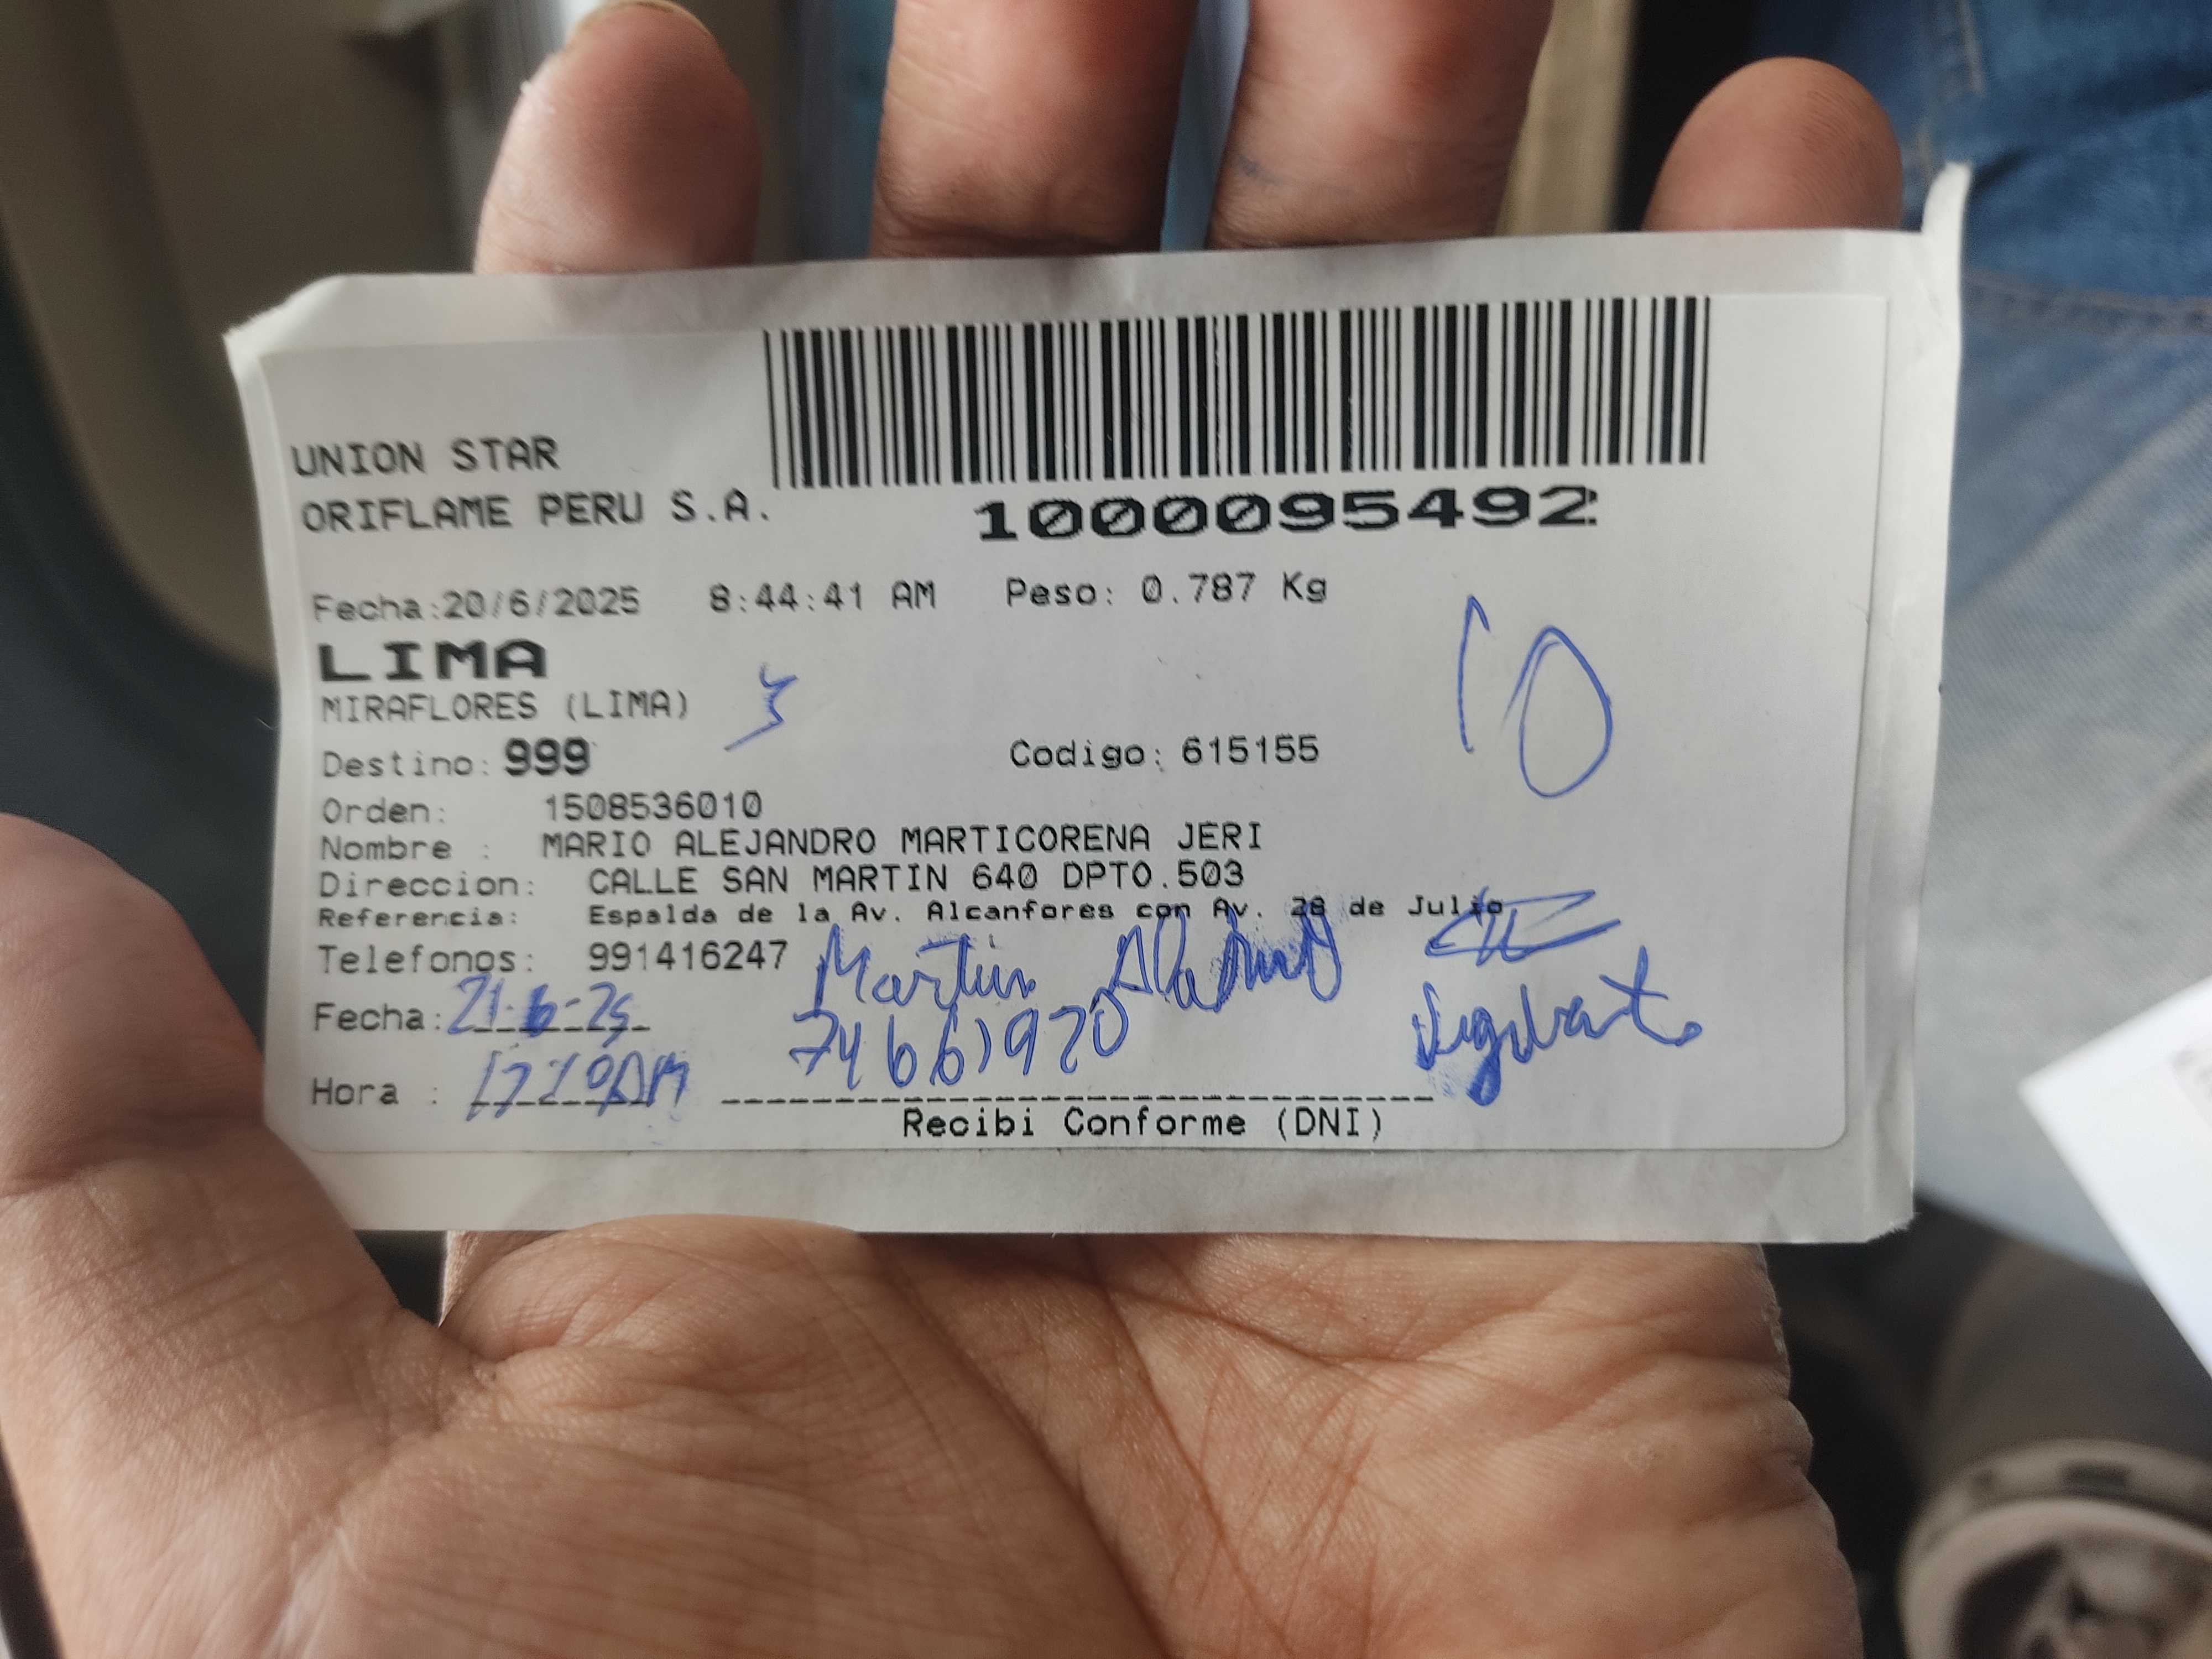 UNION STAR
ORIFLAME PERU S.A.
1000095492
Fecha:20/6/2025 8:44:41 AM Peso: 0.787 Kg
LIMA
MIRAFLORES (LIMA)
10
Destino: 999 Codigo: 615155
Orden: 1508536010
Nombre : MARIO ALEJANDRO MARTICORENA JERI
Direccion: CALLE SAN MARTIN 640 DPTO.503
Referencia: Espalda de la Av. Alcanfores con Av. 28 de Julio
Telefonos: 991416247 Martin
Fecha: 21-6-25
Hora :
Recibi Conforme (DNI)